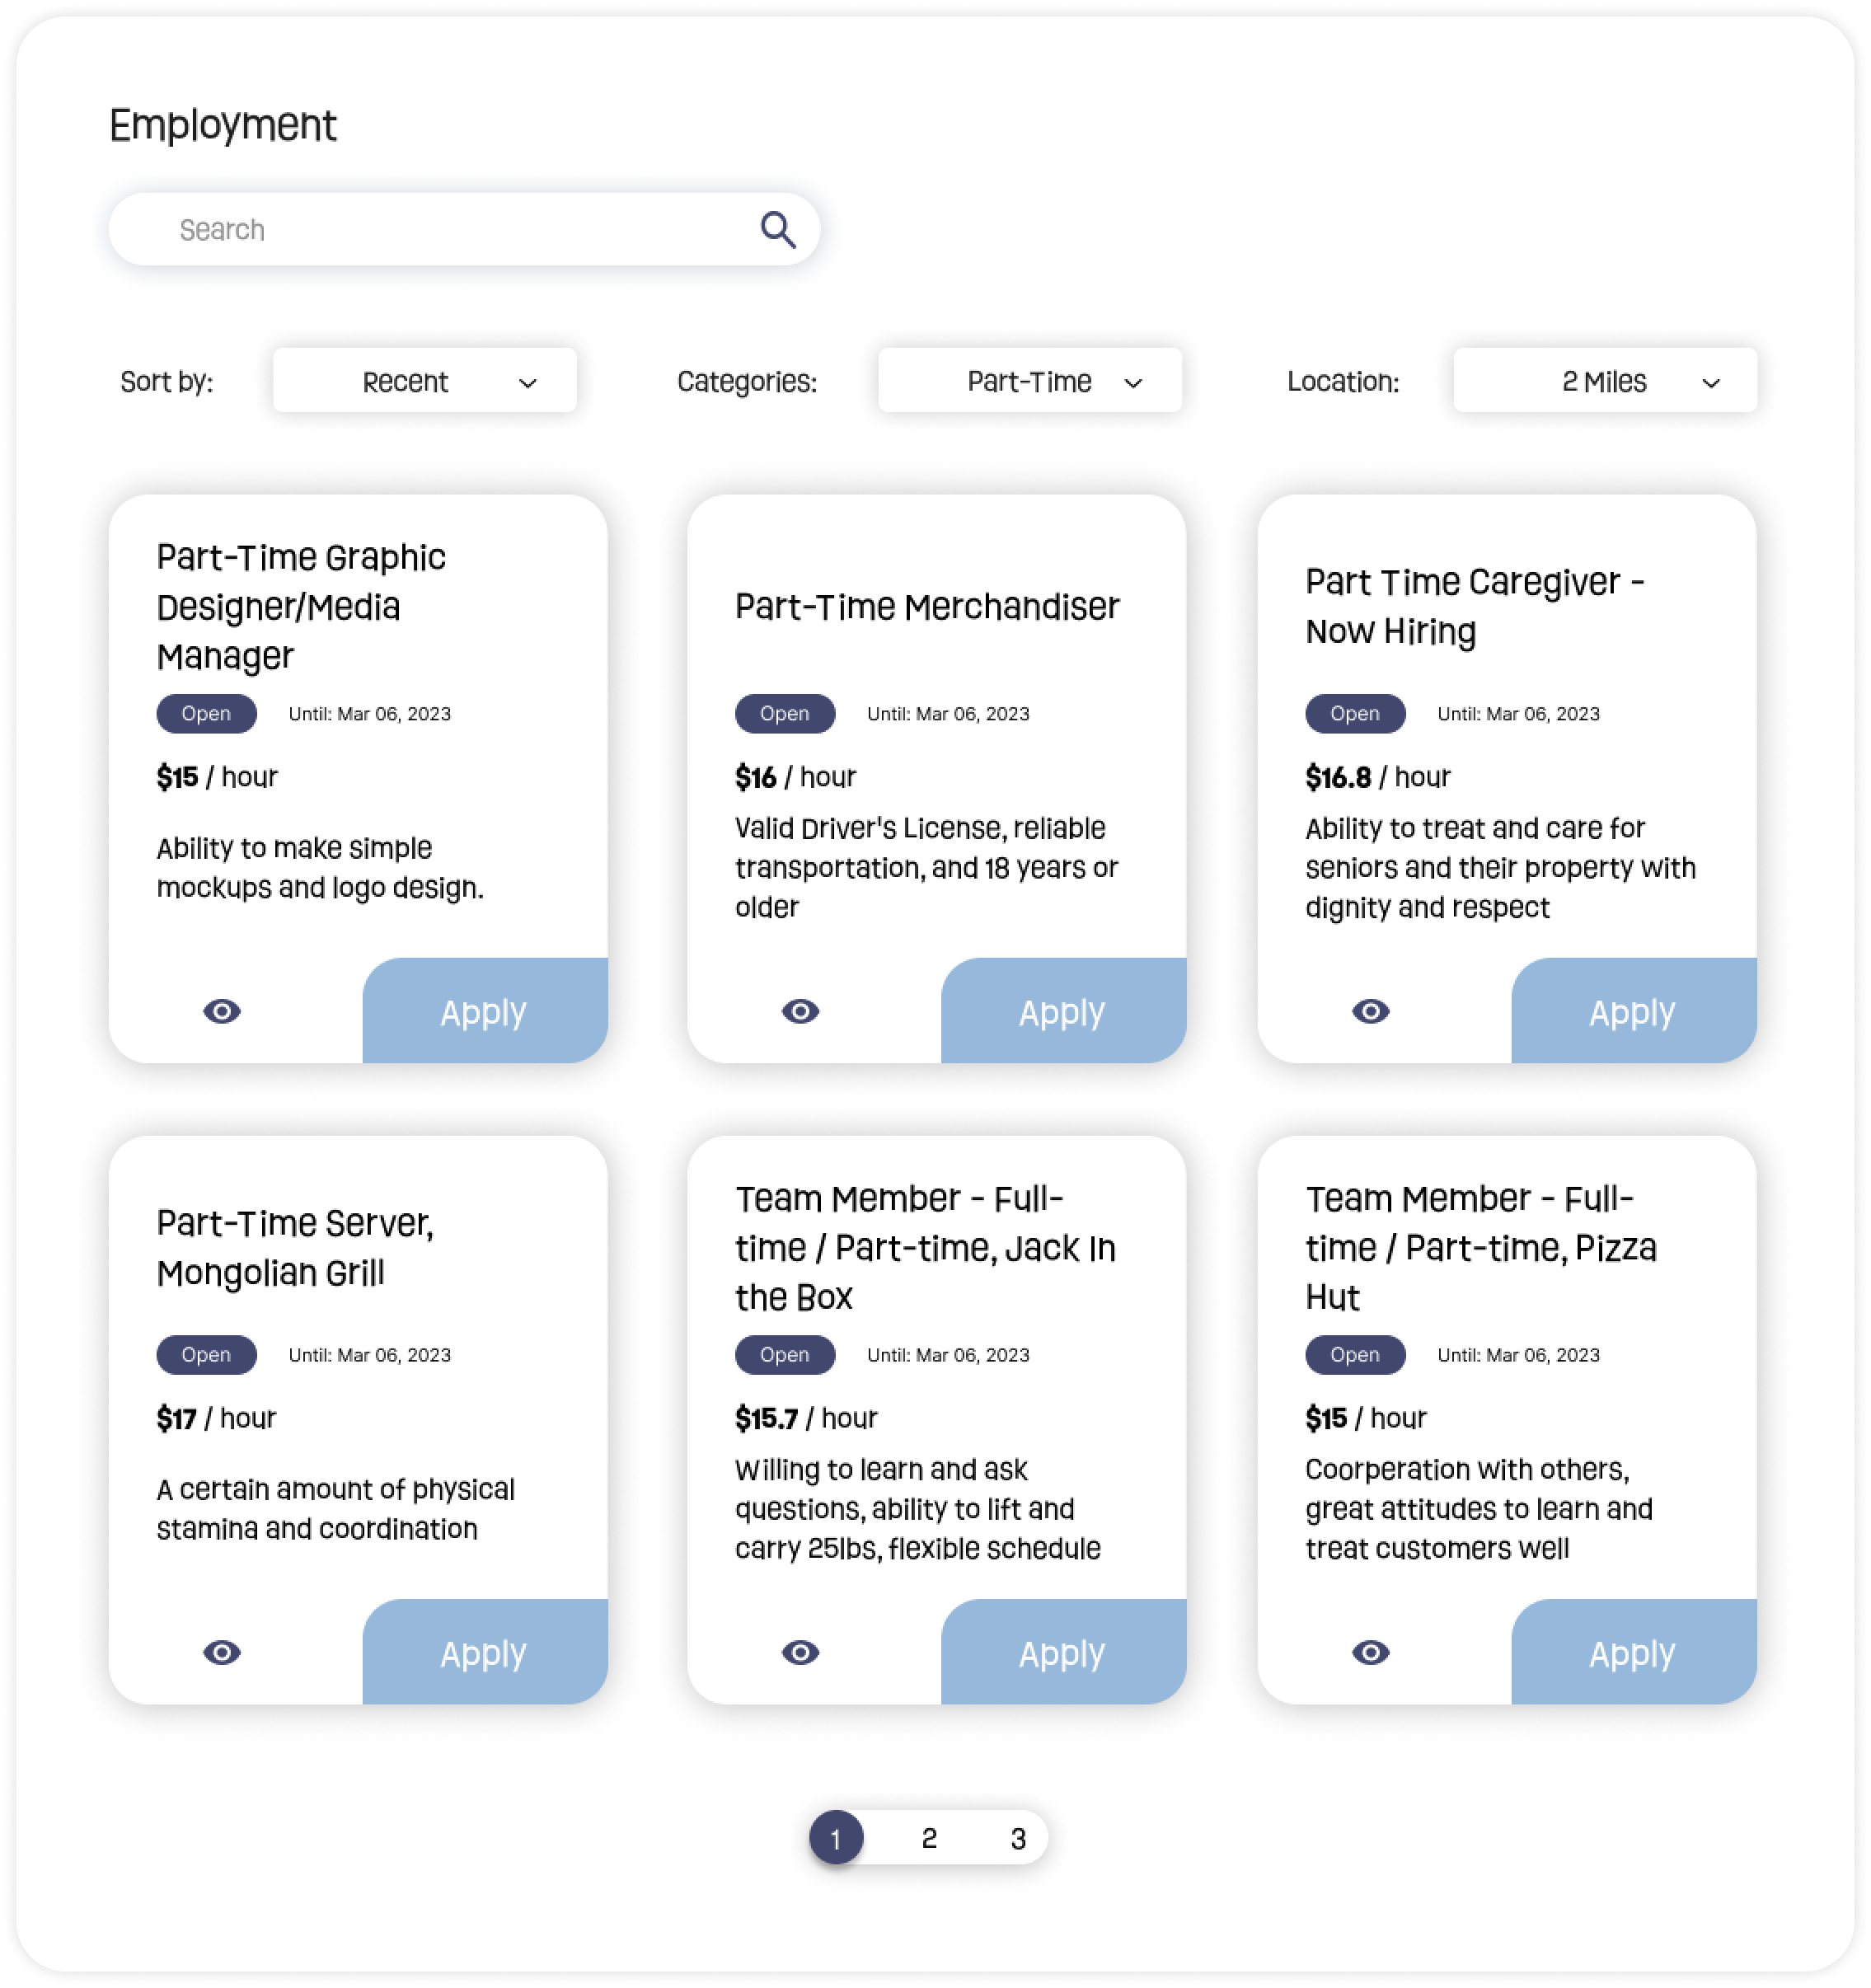 Employment
Search
Sort by:
Recent
Categories:
Part-Time
Location:
2 Miles
Part-Time Graphic
Designer/Media
Manager
Open
Until: Mar 06, 2023
$15 / hour
Ability to make simple
mockups and logo design.
Apply
Part-Time Merchandiser
Open
Until: Mar 06, 2023
$16 / hour
Valid Driver's License, reliable
transportation, and 18 years or
older
Apply
Part Time Caregiver -
Now Hiring
Open
Until: Mar 06, 2023
$16.8 / hour
Ability to treat and care for
seniors and their property with
dignity and respect
Apply
Part-Time Server,
Mongolian Grill
Open
Until: Mar 06, 2023
$17 / hour
A certain amount of physical
stamina and coordination
Apply
Team Member - Full-
time / Part-time, Jack In
the Box
Open
Until: Mar 06, 2023
$15.7 / hour
Willing to learn and ask
questions, ability to lift and
carry 25lbs, flexible schedule
Apply
Team Member - Full-
time / Part-time, Pizza
Hut
Open
Until: Mar 06, 2023
$15 / hour
Coorperation with others,
great attitudes to learn and
treat customers well
Apply
1 2 3